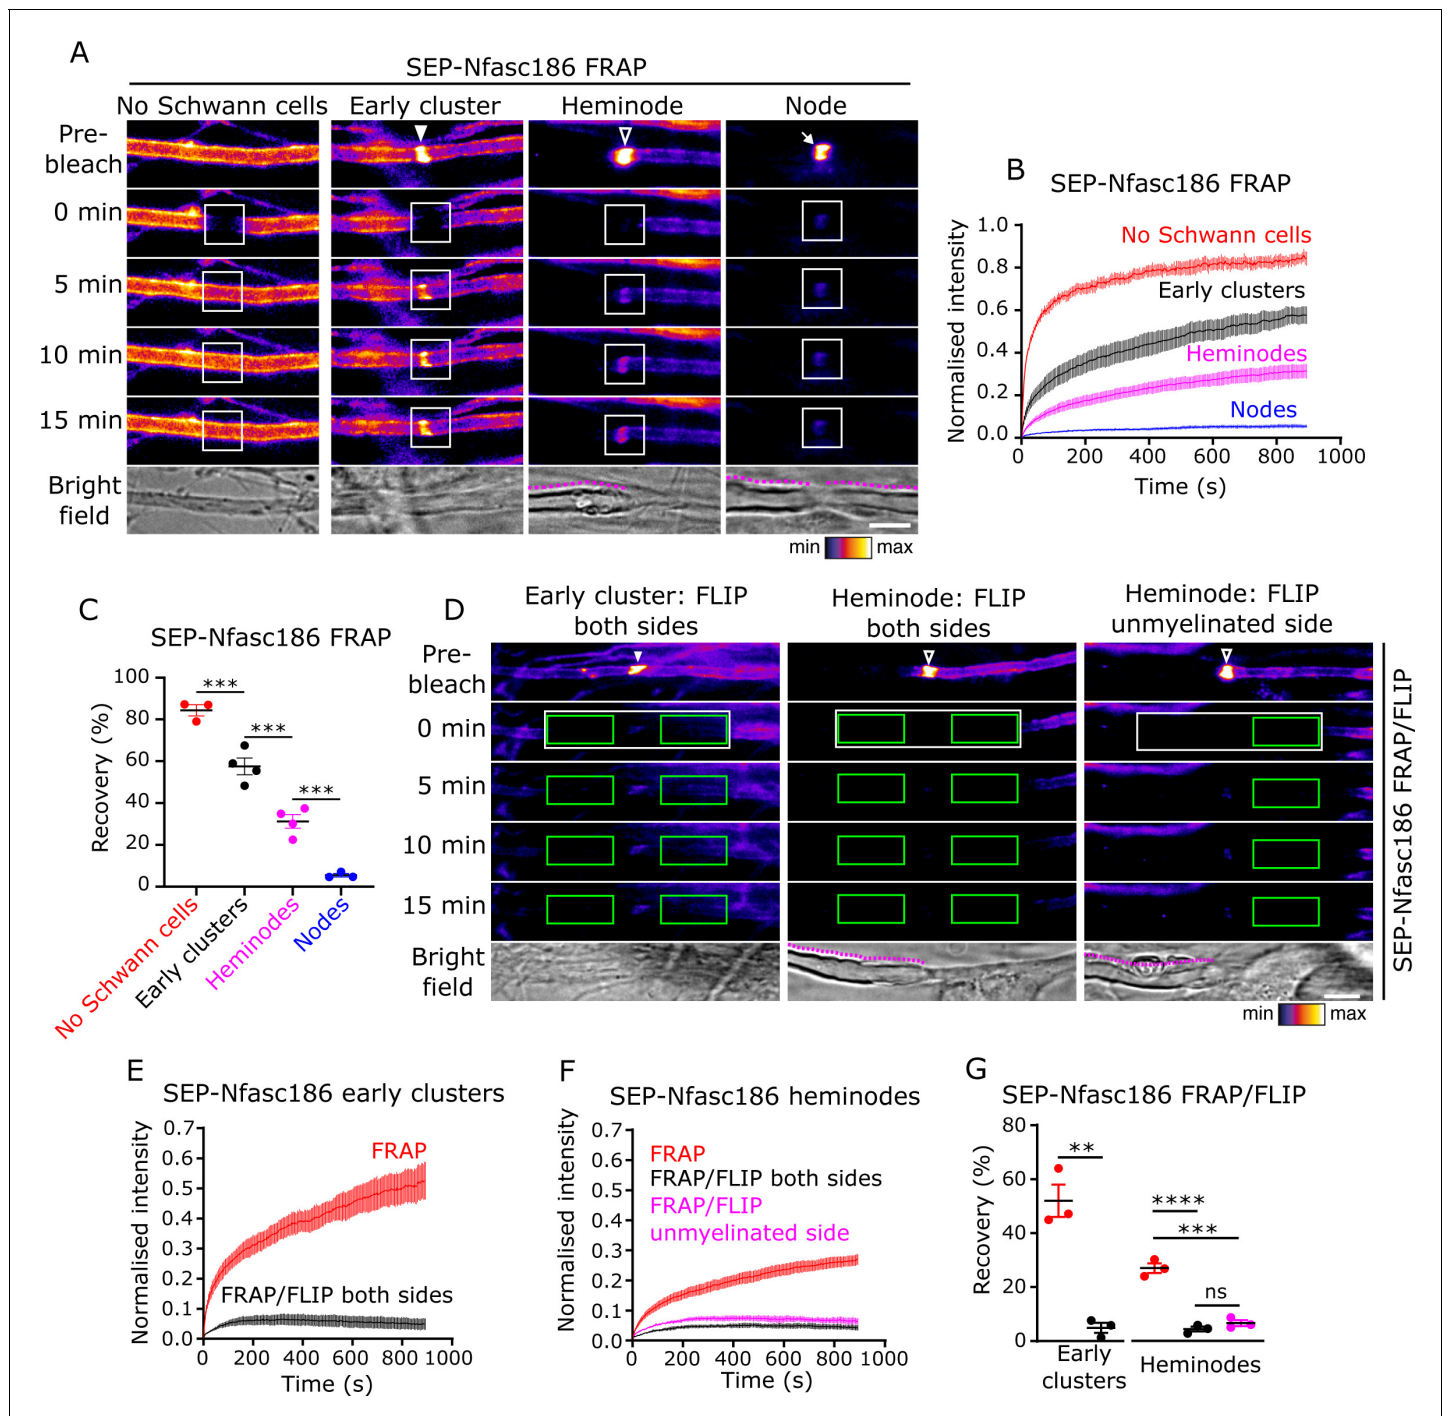 A
SEP-Nfasc186 FRAP
No Schwann cells
Early cluster
Heminode
Node
Pre-
bleach
0 min
5 min
10 min
15 min
Bright
field
min
max
B
SEP-Nfasc186 FRAP
Normalised intensity
1.0
0.8
0.6
0.4
0.2
0.0
No Schwann cells
Early clusters
Heminodes
Nodes
0
200
400
600
800
1000
Time (s)
C
SEP-Nfasc186 FRAP
Recovery (%)
100
80
60
40
20
0
***
***
***
No Schwann cells
Early clusters
Heminodes
Nodes
D
Early cluster: FLIP
both sides
Heminode: FLIP
both sides
Heminode: FLIP
unmyelinated side
Pre-
bleach
0 min
5 min
10 min
15 min
Bright
field
SEP-Nfasc186 FRAP/FLIP
min
max
E
SEP-Nfasc186 early clusters
Normalised intensity
0.7
0.6
0.5
0.4
0.3
0.2
0.1
0.0
FRAP
FRAP/FLIP both sides
0
200
400
600
800
1000
Time (s)
F
SEP-Nfasc186 heminodes
Normalised intensity
0.7
0.6
0.5
0.4
0.3
0.2
0.1
0.0
FRAP
FRAP/FLIP both sides
FRAP/FLIP
unmyelinated side
0
200
400
600
800
1000
Time (s)
G
SEP-Nfasc186 FRAP/FLIP
Recovery (%)
80
60
40
20
0
**
****
***
ns
Early
clusters
Heminodes